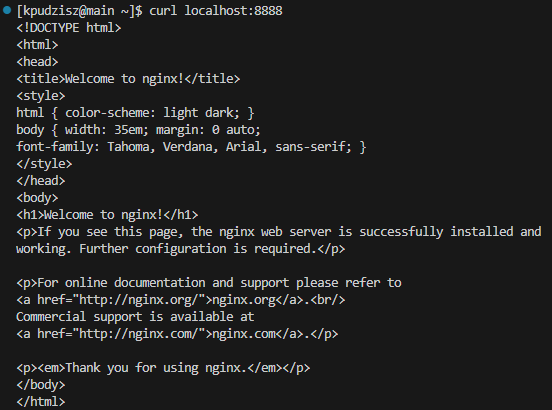 [kpudzisz@main ~]$ curl localhost:8888
<!DOCTYPE html>
<html>
<head>
<title>Welcome to nginx!</title>
<style>
html { color-scheme: light dark; }
body { width: 35em; margin: 0 auto;
font-family: Tahoma, Verdana, Arial, sans-serif; }
</style>
</head>
<body>
<h1>Welcome to nginx!</h1>
<p>If you see this page, the nginx web server is successfully installed and
working. Further configuration is required.</p>

<p>For online documentation and support please refer to
<a href="http://nginx.org/">nginx.org</a>.<br/>
Commercial support is available at
<a href="http://nginx.com/">nginx.com</a>.</p>

<p><em>Thank you for using nginx.</em></p>
</body>
</html>